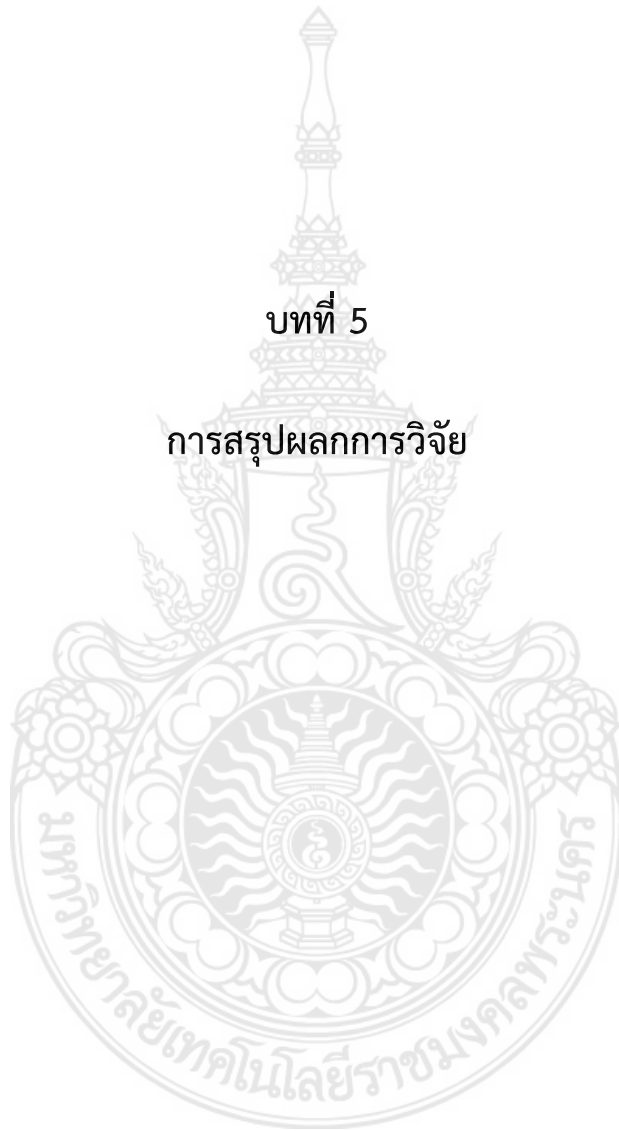 บทที่ 5
การสรุปผลกการวิจัย
มหาวิทยาลัยเทคโนโลยีราชมงคลพระนคร